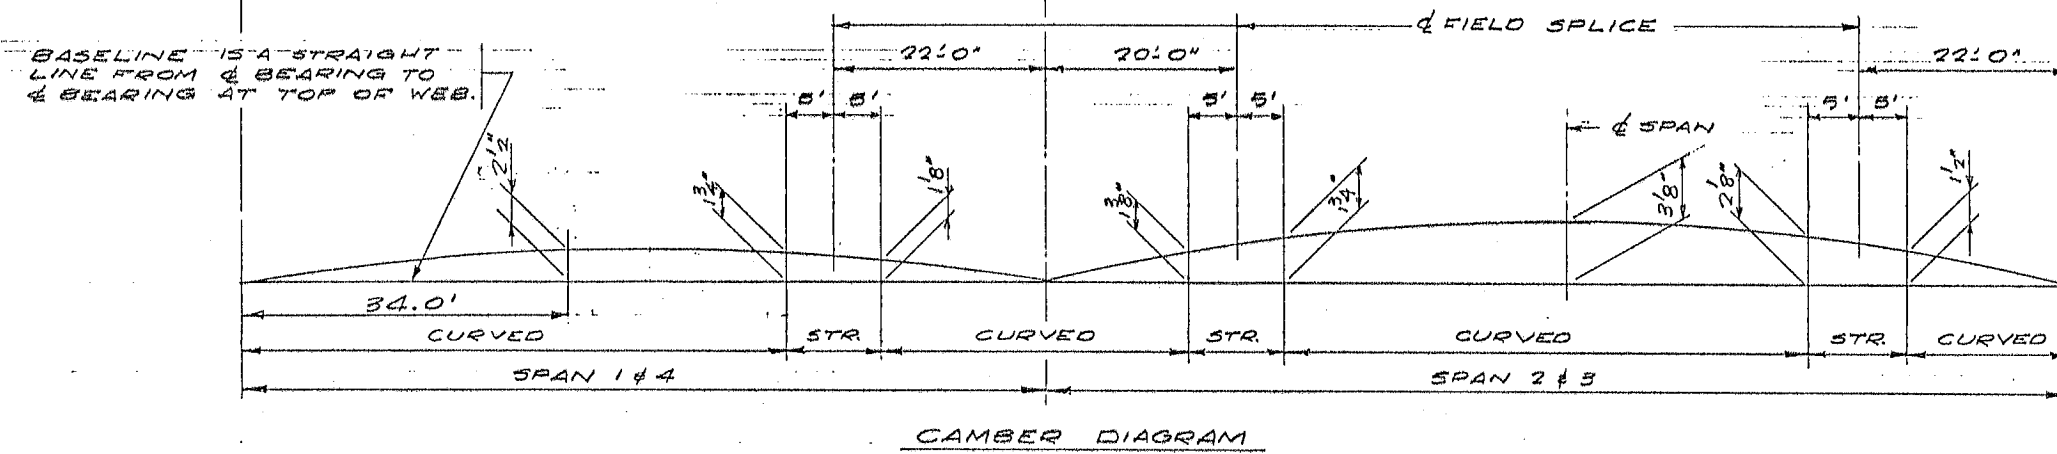 BASELINE IS A STRAIGHT
LINE FROM ℄ BEARING TO
℄ BEARING AT TOP OF WEB.
℄ FIELD SPLICE
22'-0"
20'-0"
22'-0"
5'
5'
5'
5'
5'
5'
℄ SPAN
2 1/2"
1 3/4"
1 1/8"
1 3/8"
1 3/4"
3 1/8"
2 1/8"
1 1/2"
34.0'
CURVED
STR.
CURVED
STR.
CURVED
STR.
CURVED
SPAN 1 & 4
SPAN 2 & 3
CAMBER DIAGRAM